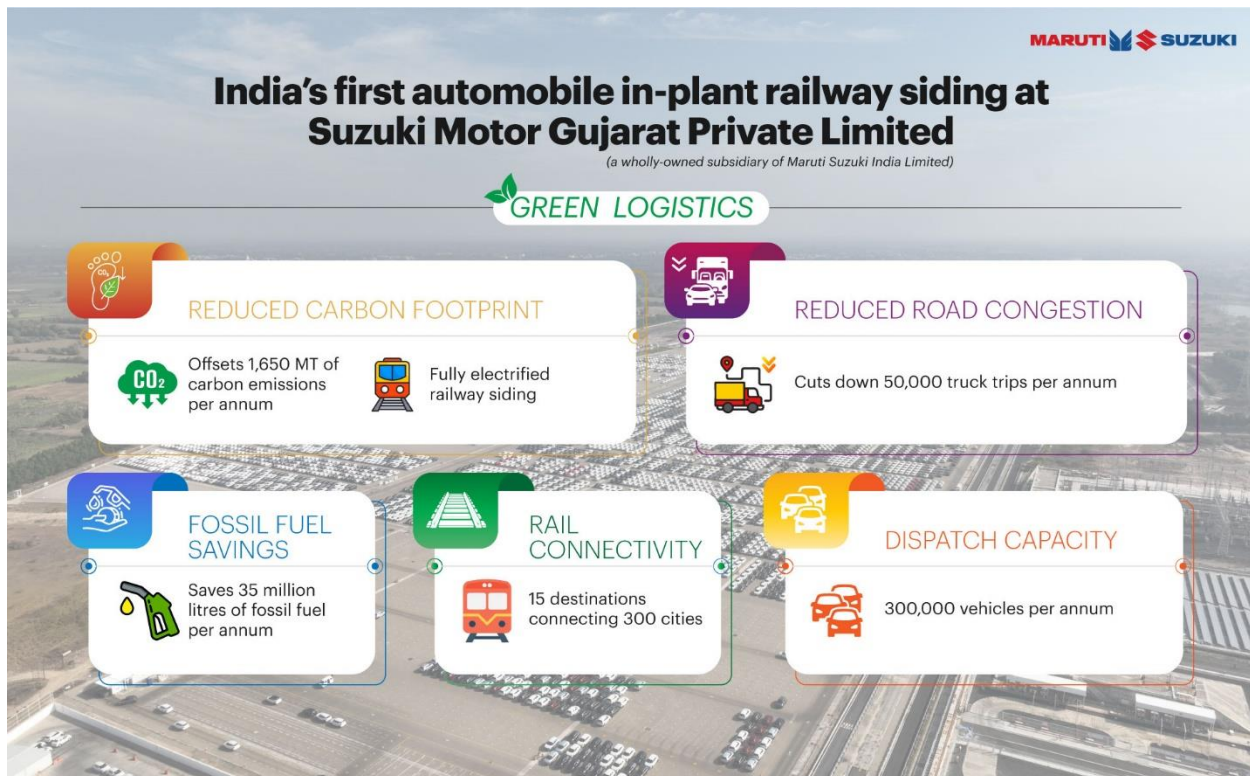 MARUTI SUZUKI
India's first automobile in-plant railway siding at
Suzuki Motor Gujarat Private Limited
(a wholly-owned subsidiary of Maruti Suzuki India Limited)
GREEN LOGISTICS
CO₂
REDUCED CARBON FOOTPRINT
CO₂
Offsets 1,650 MT of
carbon emissions
per annum
Fully electrified
railway siding
REDUCED ROAD CONGESTION
Cuts down 50,000 truck trips per annum
FOSSIL FUEL
SAVINGS
Saves 35 million
litres of fossil fuel
per annum
RAIL
CONNECTIVITY
15 destinations
connecting 300 cities
DISPATCH CAPACITY
300,000 vehicles per annum